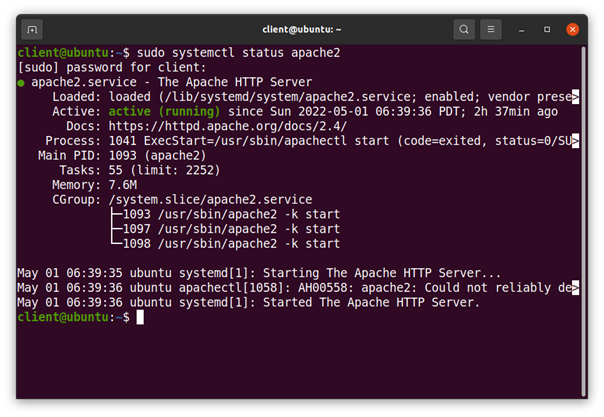 client@ubuntu: ~
client@ubuntu:~$ sudo systemctl status apache2
[sudo] password for client:
● apache2.service - The Apache HTTP Server
     Loaded: loaded (/lib/systemd/system/apache2.service; enabled; vendor prese>
     Active: active (running) since Sun 2022-05-01 06:39:36 PDT; 2h 37min ago
       Docs: https://httpd.apache.org/docs/2.4/
    Process: 1041 ExecStart=/usr/sbin/apachectl start (code=exited, status=0/SU>
   Main PID: 1093 (apache2)
      Tasks: 55 (limit: 2252)
     Memory: 7.6M
     CGroup: /system.slice/apache2.service
             ├─1093 /usr/sbin/apache2 -k start
             ├─1097 /usr/sbin/apache2 -k start
             └─1098 /usr/sbin/apache2 -k start
May 01 06:39:35 ubuntu systemd[1]: Starting The Apache HTTP Server...
May 01 06:39:36 ubuntu apachectl[1058]: AH00558: apache2: Could not reliably de>
May 01 06:39:36 ubuntu systemd[1]: Started The Apache HTTP Server.
client@ubuntu:~$